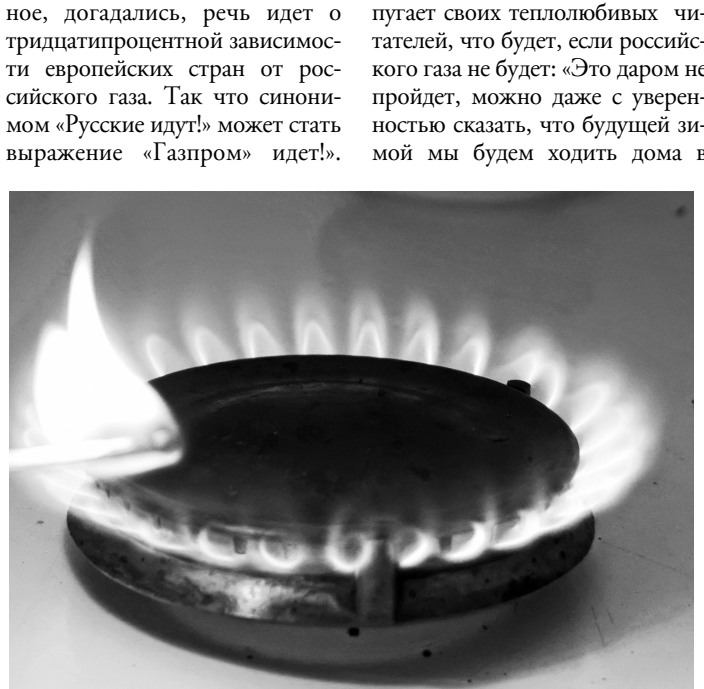 ное, догадались, речь идет о
тридцатипроцентной зависимос-
ти европейских стран от рос-
сийского газа. Так что синони-
мом «Русские идут!» может стать
выражение «Газпром» идет!».
пугает своих теплолюбивых чи-
тателей, что будет, если российс-
кого газа не будет: «Это даром не
пройдет, можно даже с уверен-
ностью сказать, что будущей зи-
мой мы будем ходить дома в